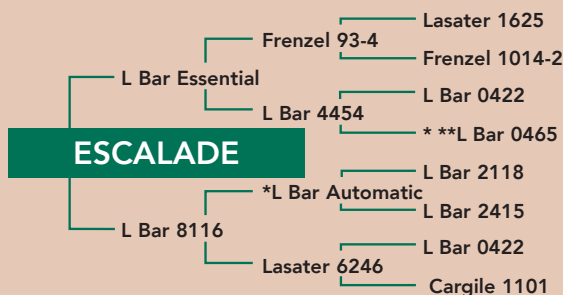 Lasater 1625
Frenzel 93-4
Frenzel 1014-2
L Bar Essential
L Bar 0422
L Bar 4454
* **L Bar 0465
ESCALADE
L Bar 2118
*L Bar Automatic
L Bar 2415
L Bar 8116
L Bar 0422
Lasater 6246
Cargile 1101